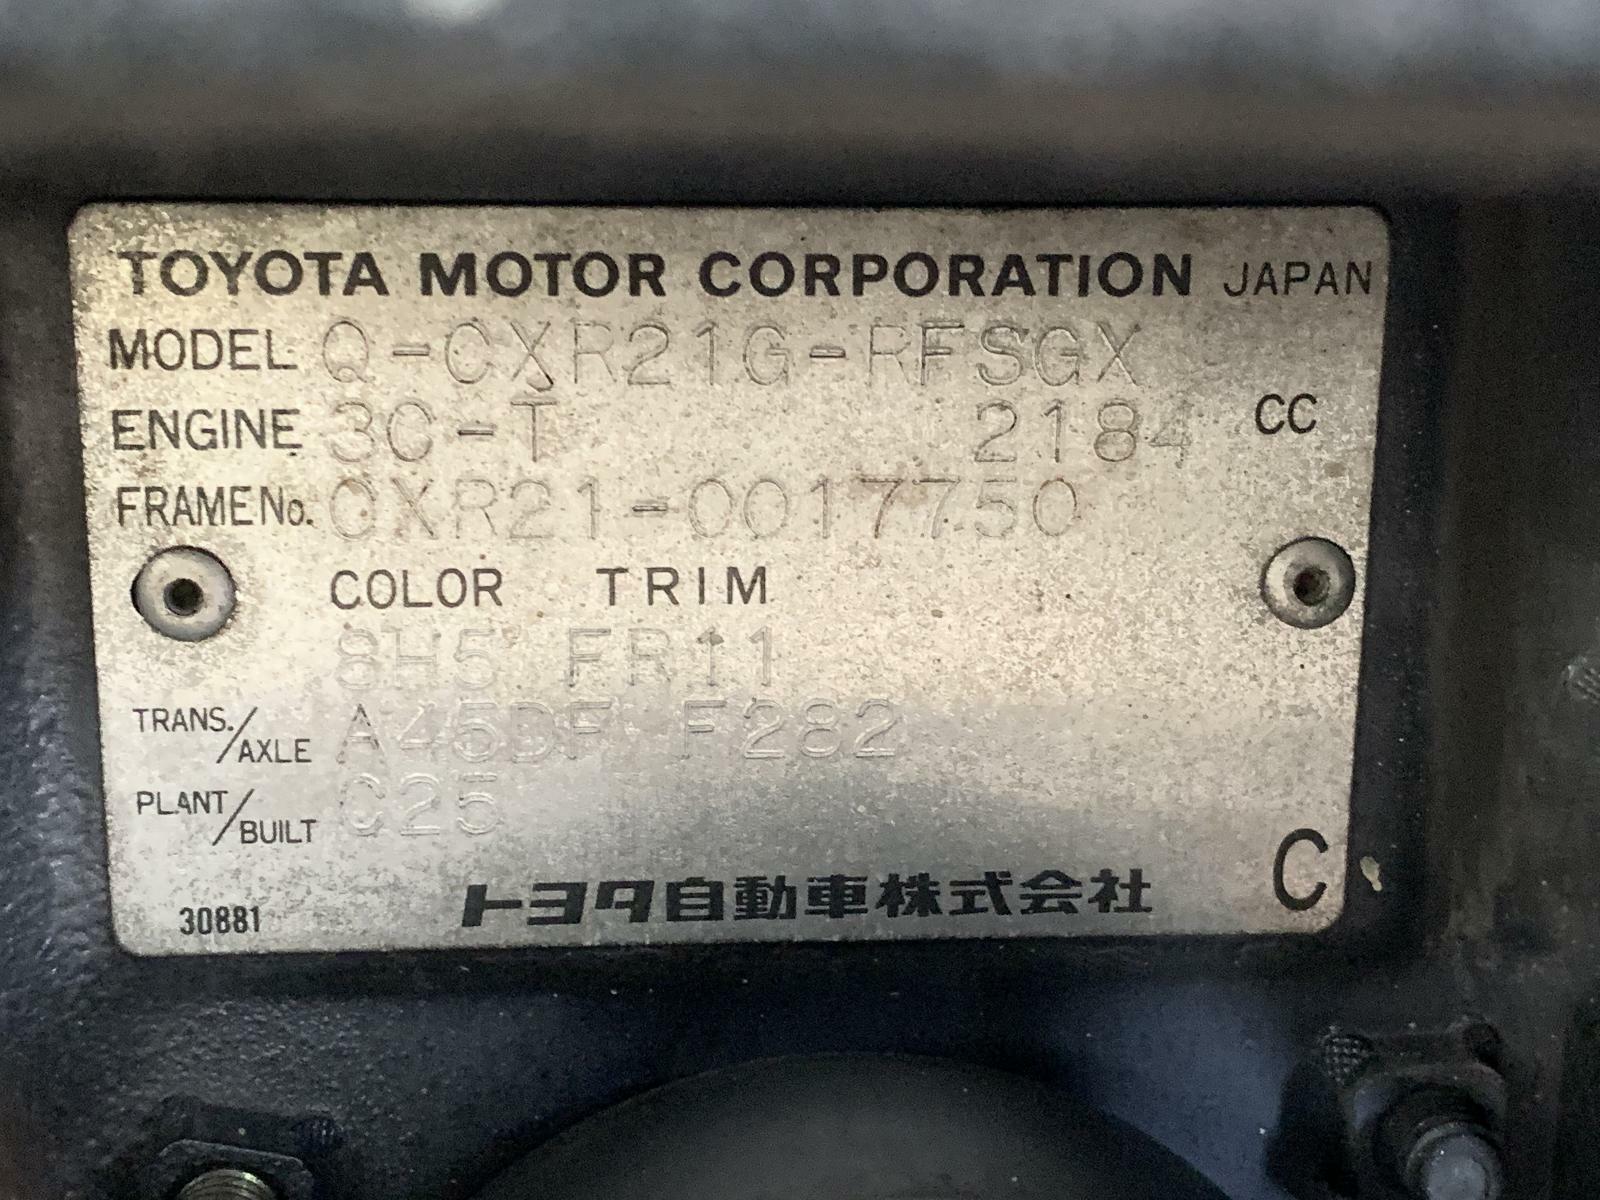 TOYOTA MOTOR CORPORATION JAPAN
MODEL Q-CXR21G-RFSGX
ENGINE 3C-T 2184 CC
FRAME No. CXR21-0017750
COLOR TRIM
8H5 FR11
TRANS./AXLE A45DF F282
PLANT/BUILT C25
C
30881 トヨタ自動車株式会社